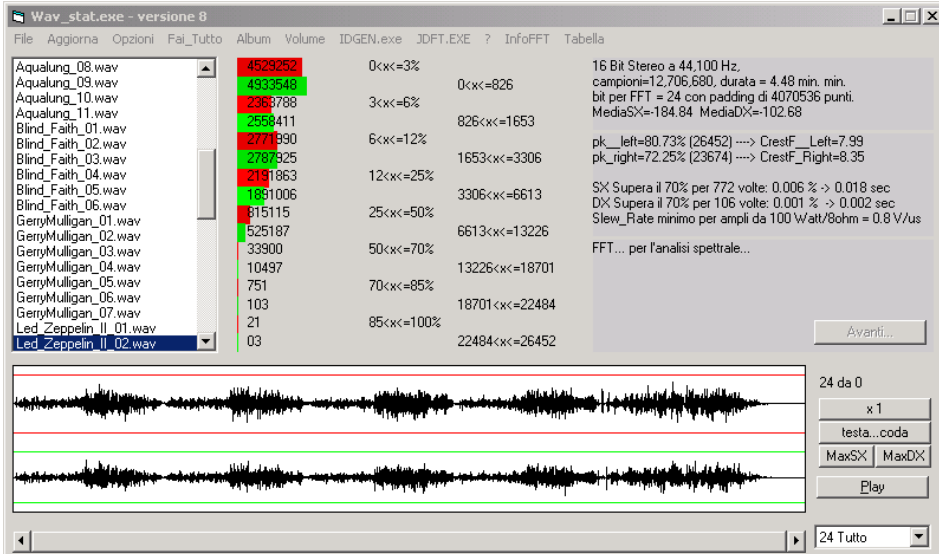 Wav_stat.exe - versione 8
File Aggiorna Opzioni Fai_Tutto Album Volume IDGEN.exe JDFT.EXE ? InfoFFT Tabella
Aqualung_08.wav
Aqualung_09.wav
Aqualung_10.wav
Aqualung_11.wav
Blind_Faith_01.wav
Blind_Faith_02.wav
Blind_Faith_03.wav
Blind_Faith_04.wav
Blind_Faith_05.wav
Blind_Faith_06.wav
GerryMulligan_01.wav
GerryMulligan_02.wav
GerryMulligan_03.wav
GerryMulligan_04.wav
GerryMulligan_05.wav
GerryMulligan_06.wav
GerryMulligan_07.wav
Led_Zeppelin_II_01.wav
Led_Zeppelin_II_02.wav
4529252 0<x<=3%
4933548 0<x<=826
2363788 3<x<=6%
2558411 826<x<=1653
2771990 6<x<=12%
2787925 1653<x<=3306
2191863 12<x<=25%
1891006 3306<x<=6613
815115 25<x<=50%
525187 6613<x<=13226
33900 50<x<=70%
10497 13226<x<=18701
751 70<x<=85%
103 18701<x<=22484
21 85<x<=100%
03 22484<x<=26452
16 Bit Stereo a 44,100 Hz,
campioni=12,706,680, durata = 4.48 min. min.
bit per FFT = 24 con padding di 4070536 punti.
MediaSX=-184.84 MediaDX=-102.68
pk__left=80.73% (26452) ----> CrestF__Left=7.99
pk_right=72.25% (23674) ----> CrestF_Right=8.35
SX Supera il 70% per 772 volte: 0.006 % -> 0.018 sec
DX Supera il 70% per 106 volte: 0.001 % -> 0.002 sec
Slew_Rate minimo per ampli da 100 Watt/8ohm = 0.8 V/us
FFT... per l'analisi spettrale...
Avanti...
24 da 0
x 1
testa...coda
MaxSX MaxDX
Play
24 Tutto